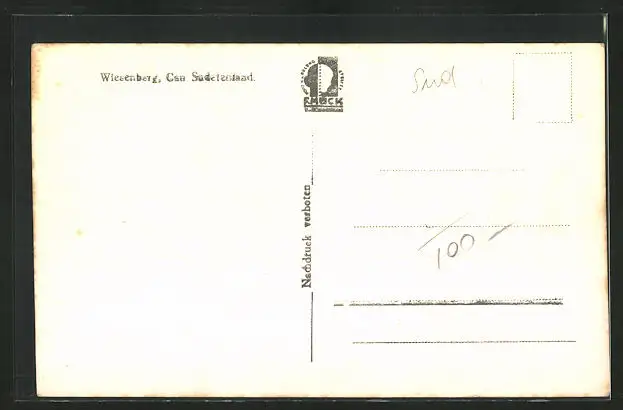 Wiesenberg, Gau Sudetenland.
Sud
Nachdruck verboten
100 —